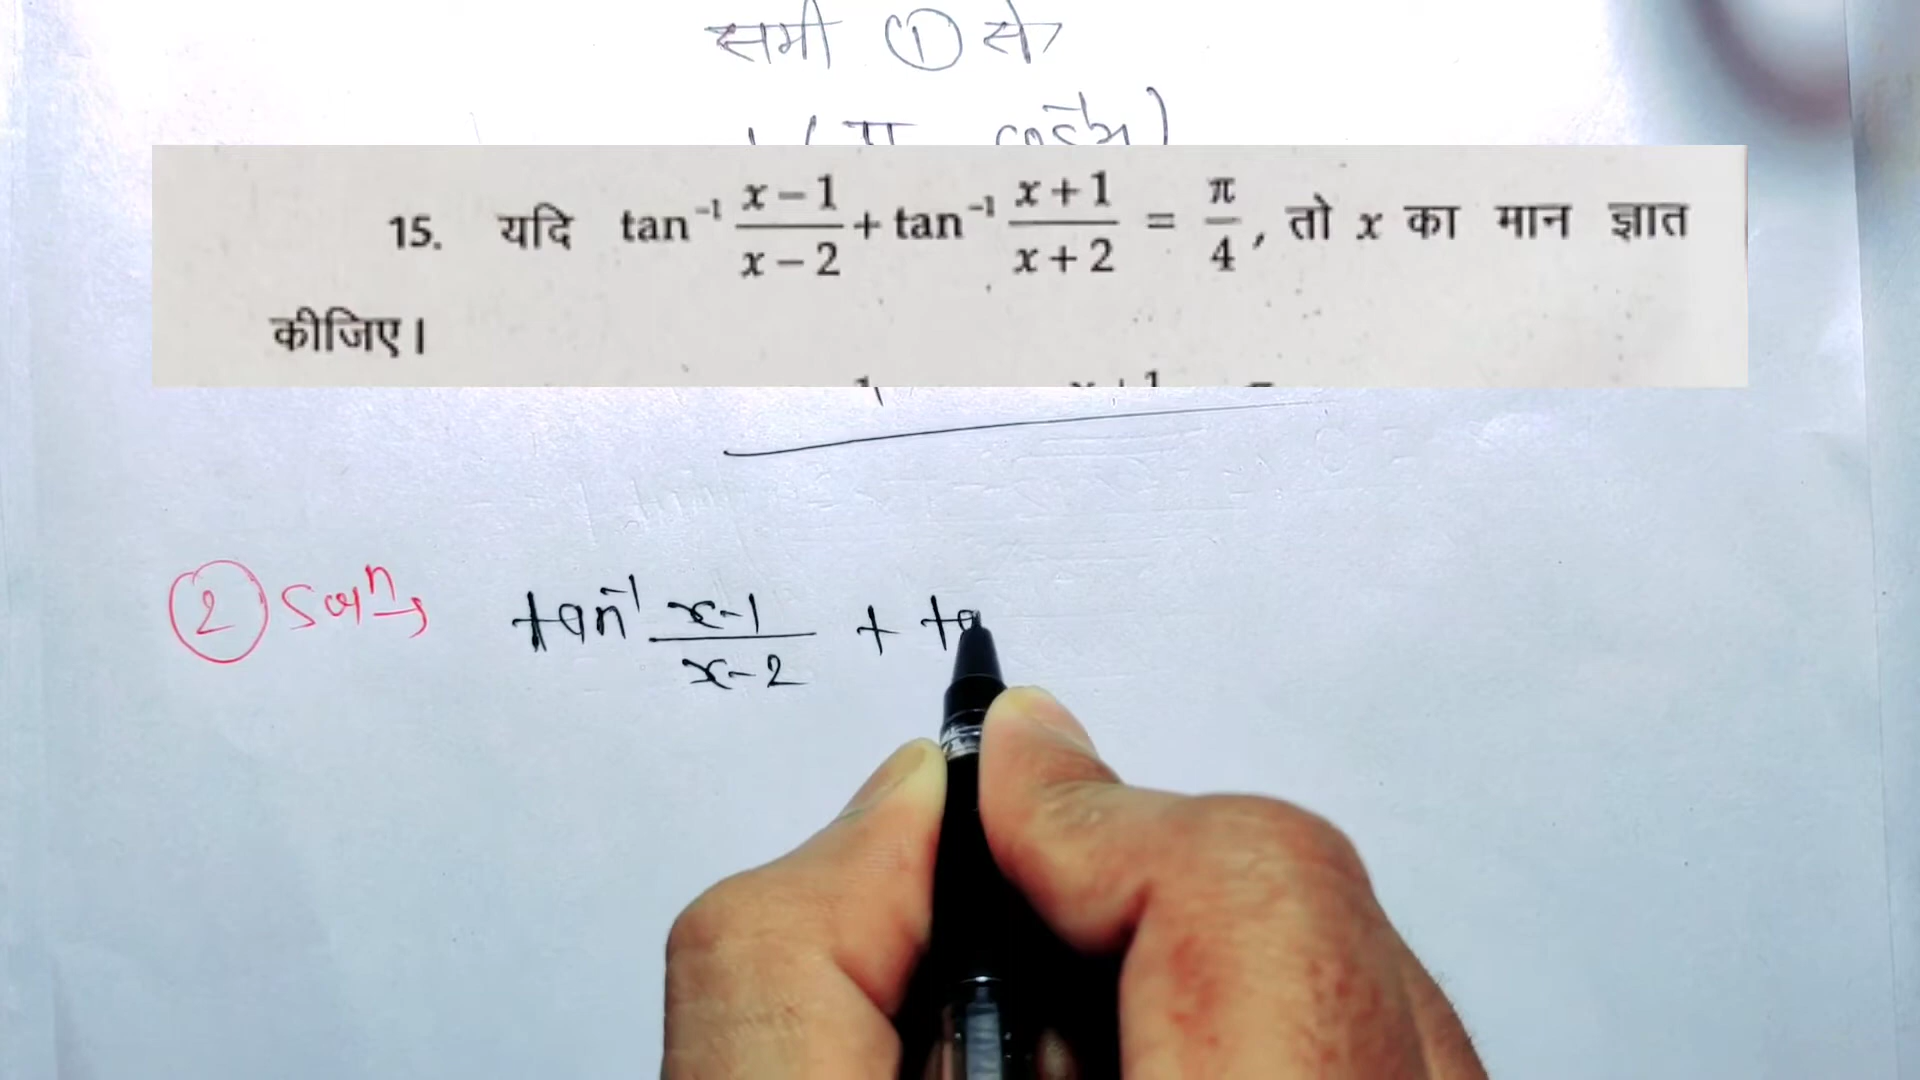 सभी ① से
15. यदि tan⁻¹ (x – 1)/(x – 2) + tan⁻¹ (x + 1)/(x + 2) = π/4, तो x का मान ज्ञात
कीजिए।
② Solⁿ→ tan⁻¹ (x-1)/(x-2) + ta